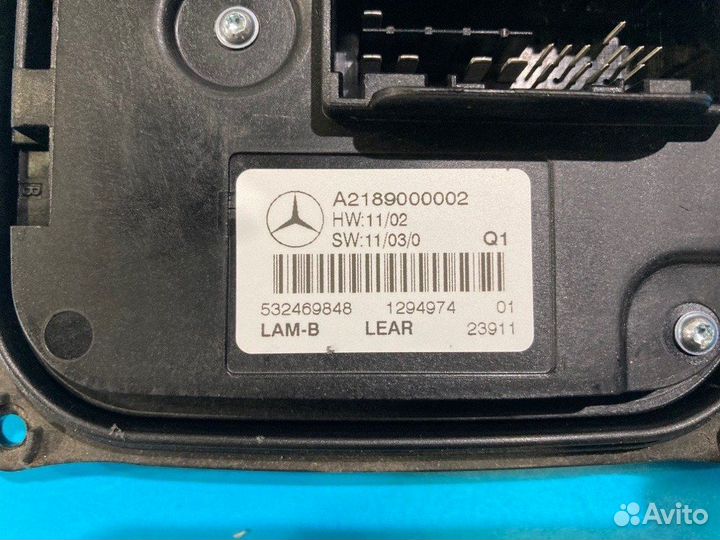 A2189000002
HW:11/02
SW:11/03/0 Q1
532469848 1294974 01
LAM-B LEAR 23911
Avito